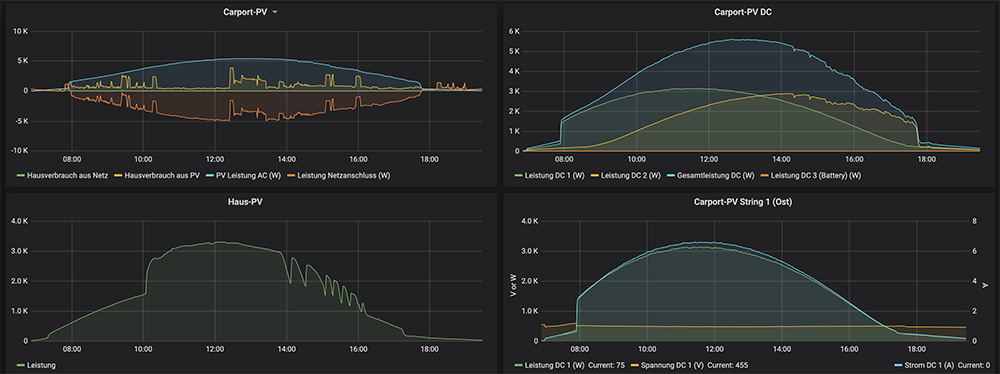 Carport-PV
10 K
5 K
0
-5 K
-10 K
08:00 10:00 12:00 14:00 16:00 18:00
Hausverbrauch aus Netz Hausverbrauch aus PV PV Leistung AC (W) Leistung Netzanschluss (W)
Carport-PV DC
6 K
5 K
4 K
3 K
2 K
1 K
0
08:00 10:00 12:00 14:00 16:00 18:00
Leistung DC 1 (W) Leistung DC 2 (W) Gesamtleistung DC (W) Leistung DC 3 (Battery) (W)
Haus-PV
4.0 K
3.0 K
2.0 K
1.0 K
0
08:00 10:00 12:00 14:00 16:00 18:00
Leistung
Carport-PV String 1 (Ost)
V or W
4.0 K
3.0 K
2.0 K
1.0 K
0
8
6
4
2
0
A
08:00 10:00 12:00 14:00 16:00 18:00
Leistung DC 1 (W) Current: 75 Spannung DC 1 (V) Current: 455 Strom DC 1 (A) Current: 0